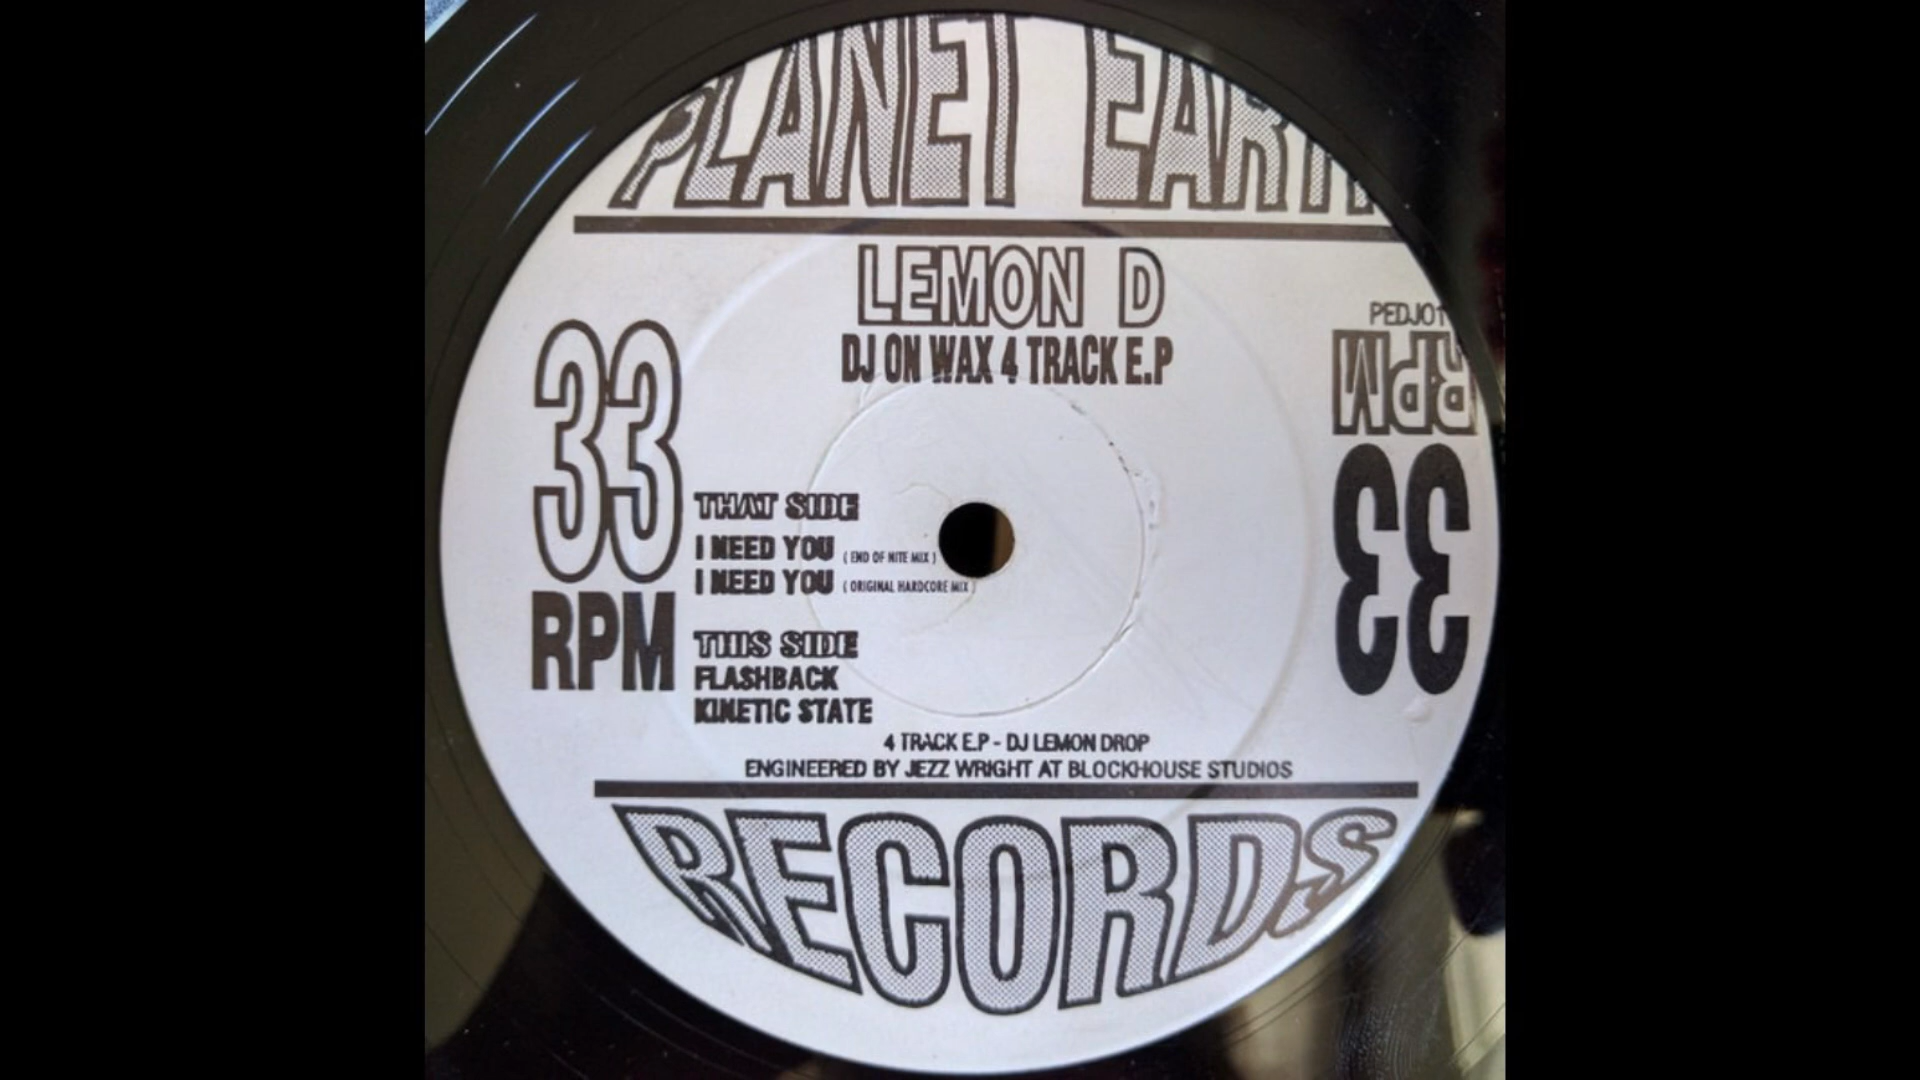 PLANET EARTH
LEMON D
DJ ON WAX 4 TRACK E.P
PEDJ01
33
RPM
33
RPM
THAT SIDE
I NEED YOU ( END OF NITE MIX )
I NEED YOU ( ORIGINAL HARDCORE MIX )
THIS SIDE
FLASHBACK
KINETIC STATE
4 TRACK E.P - DJ LEMON DROP
ENGINEERED BY JEZZ WRIGHT AT BLOCKHOUSE STUDIOS
RECORDS